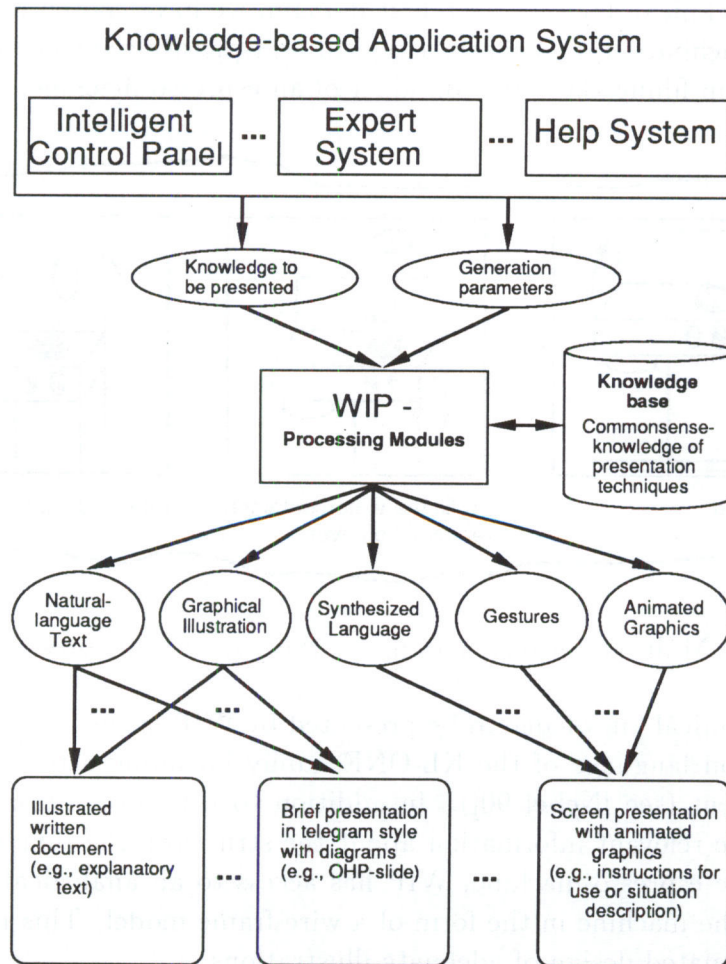 Knowledge-based Application System
Intelligent
Control Panel
...
Expert
System
...
Help System
Knowledge to
be presented
Generation
parameters
WIP -
Processing Modules
Knowledge
base
Commonsense-
knowledge of
presentation
techniques
Natural-
language
Text
Graphical
Illustration
Synthesized
Language
Gestures
Animated
Graphics
...
...
...
...
Illustrated
written
document
(e.g., explanatory
text)
...
Brief presentation
in telegram style
with diagrams
(e.g., OHP-slide)
...
Screen presentation
with animated
graphics
(e.g., instructions for
use or situation
description)